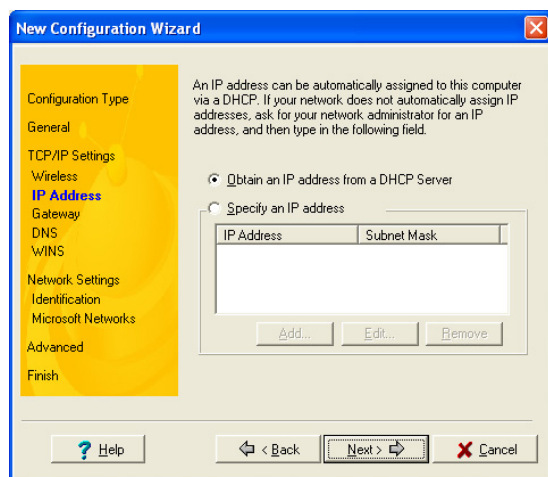 New Configuration Wizard
Configuration Type
General
TCP/IP Settings
Wireless
IP Address
Gateway
DNS
WINS
Network Settings
Identification
Microsoft Networks
Advanced
Finish
An IP address can be automatically assigned to this computer
via a DHCP. If your network does not automatically assign IP
addresses, ask for your network administrator for an IP
address, and then type in the following field.
Obtain an IP address from a DHCP Server
Specify an IP address
IP Address Subnet Mask
Add... Edit... Remove
? Help < Back Next > Cancel